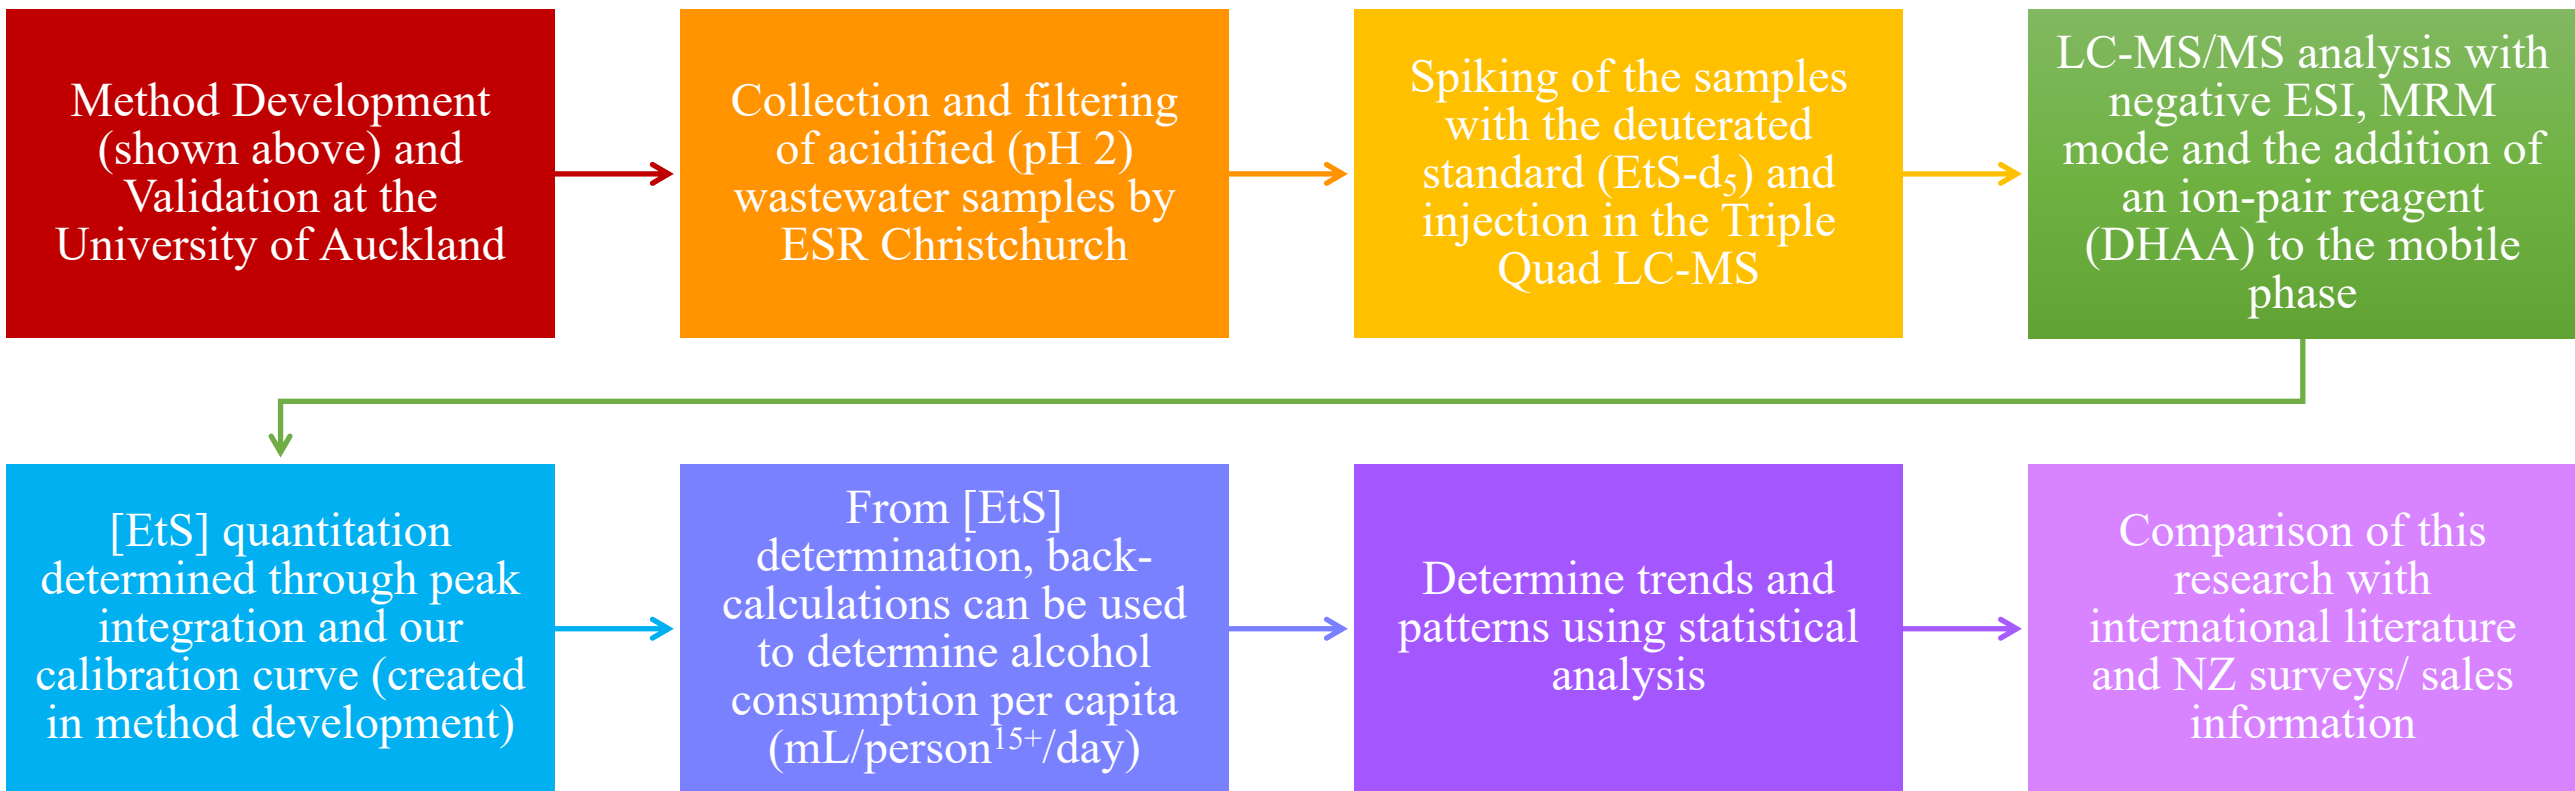 Method Development
(shown above) and
Validation at the
University of Auckland
Collection and filtering
of acidified (pH 2)
wastewater samples by
ESR Christchurch
Spiking of the samples
with the deuterated
standard (EtS-d₅) and
injection in the Triple
Quad LC-MS
LC-MS/MS analysis with
negative ESI, MRM
mode and the addition of
an ion-pair reagent
(DHAA) to the mobile
phase
[EtS] quantitation
determined through peak
integration and our
calibration curve (created
in method development)
From [EtS]
determination, back-
calculations can be used
to determine alcohol
consumption per capita
(mL/person¹⁵⁺/day)
Determine trends and
patterns using statistical
analysis
Comparison of this
research with
international literature
and NZ surveys/ sales
information